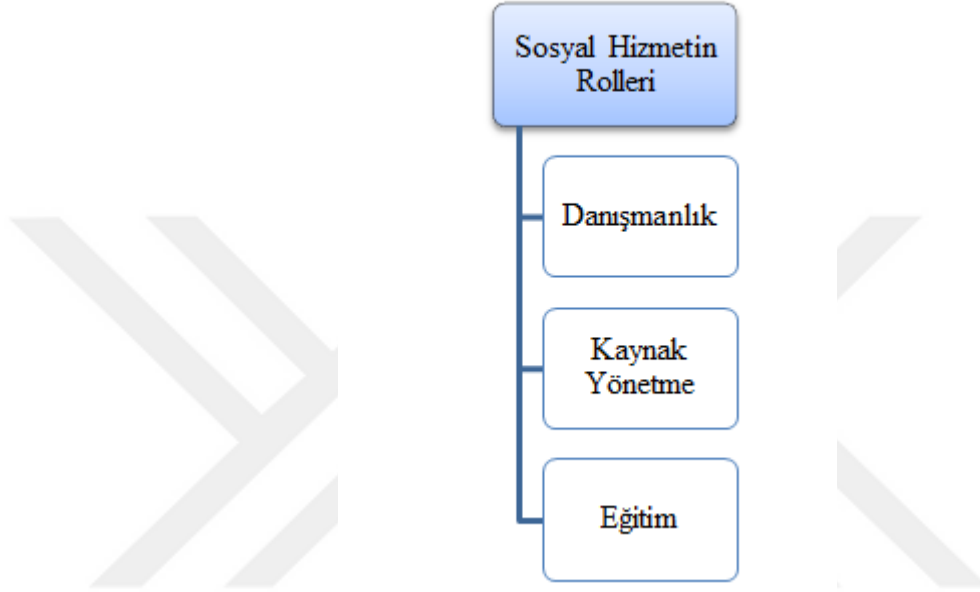 Sosyal Hizmetin
Rolleri
Danışmanlık
Kaynak
Yönetme
Eğitim